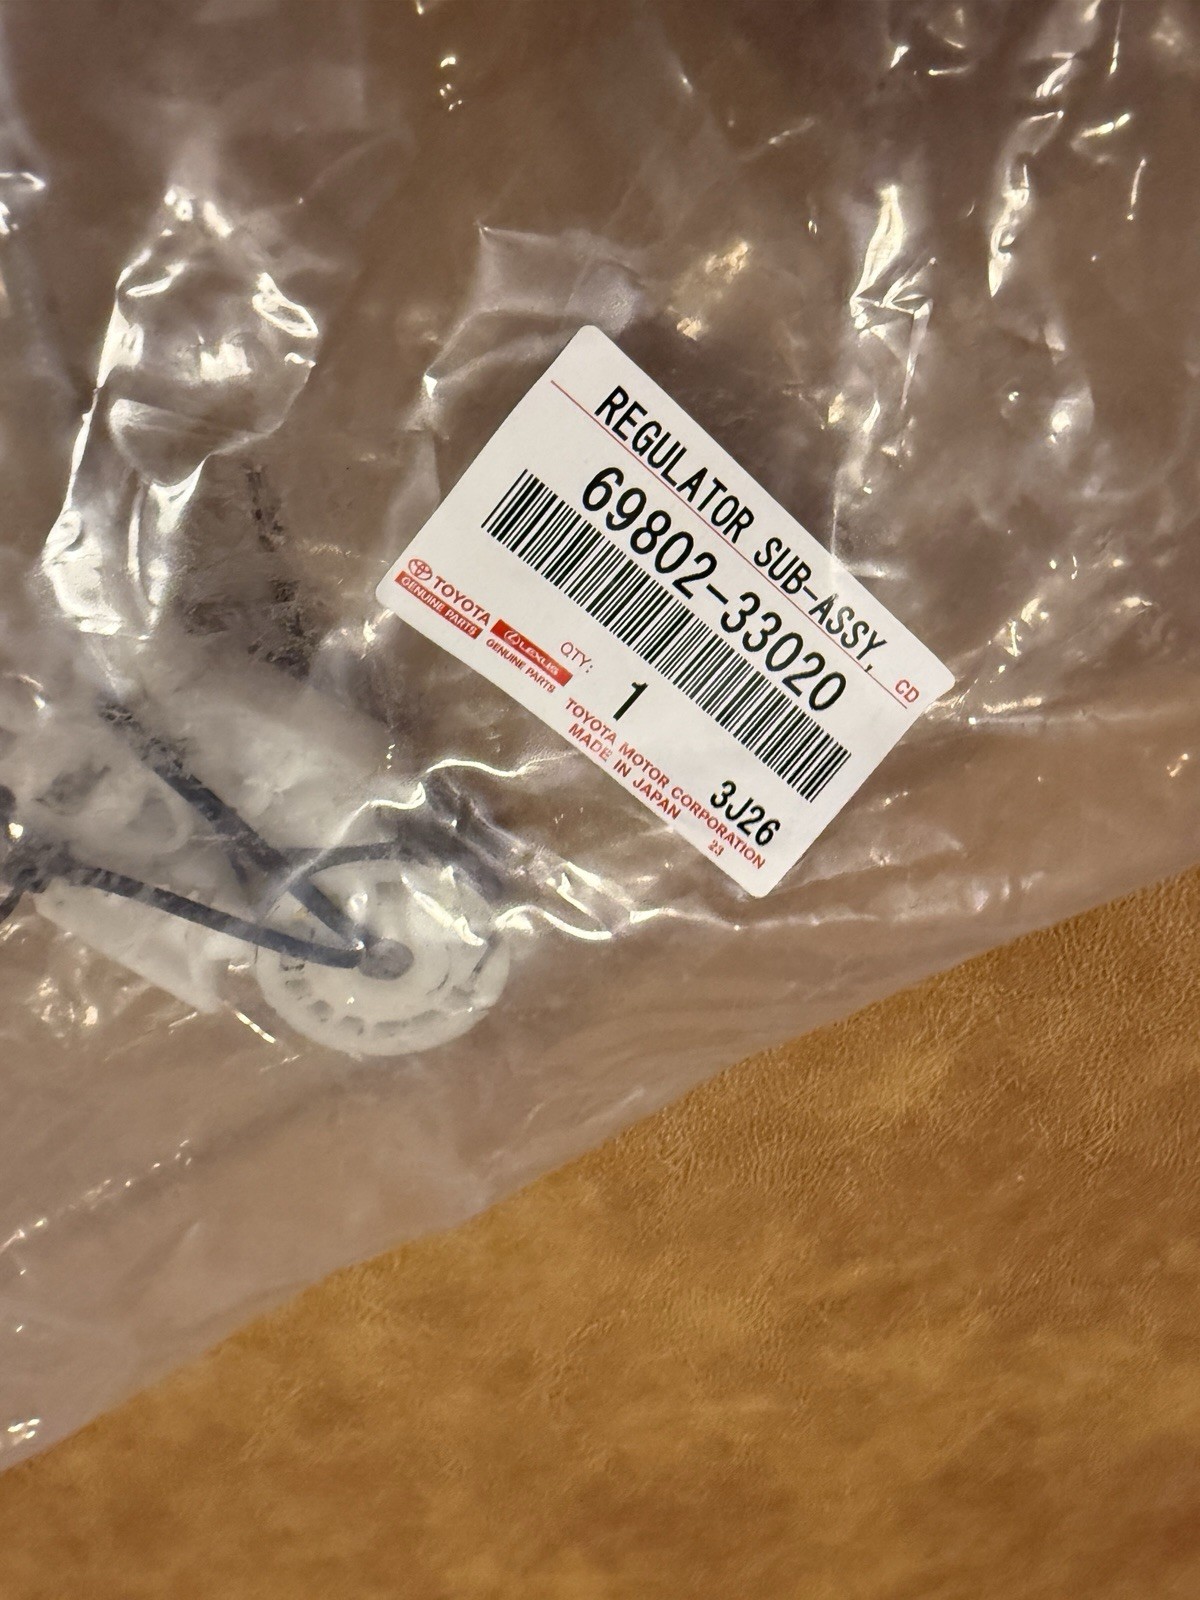 REGULATOR SUB-ASSY, CD
69802-33020
TOYOTA
GENUINE PARTS
LEXUS
GENUINE PARTS
QTY:
1
3J26
TOYOTA MOTOR CORPORATION
MADE IN JAPAN
23